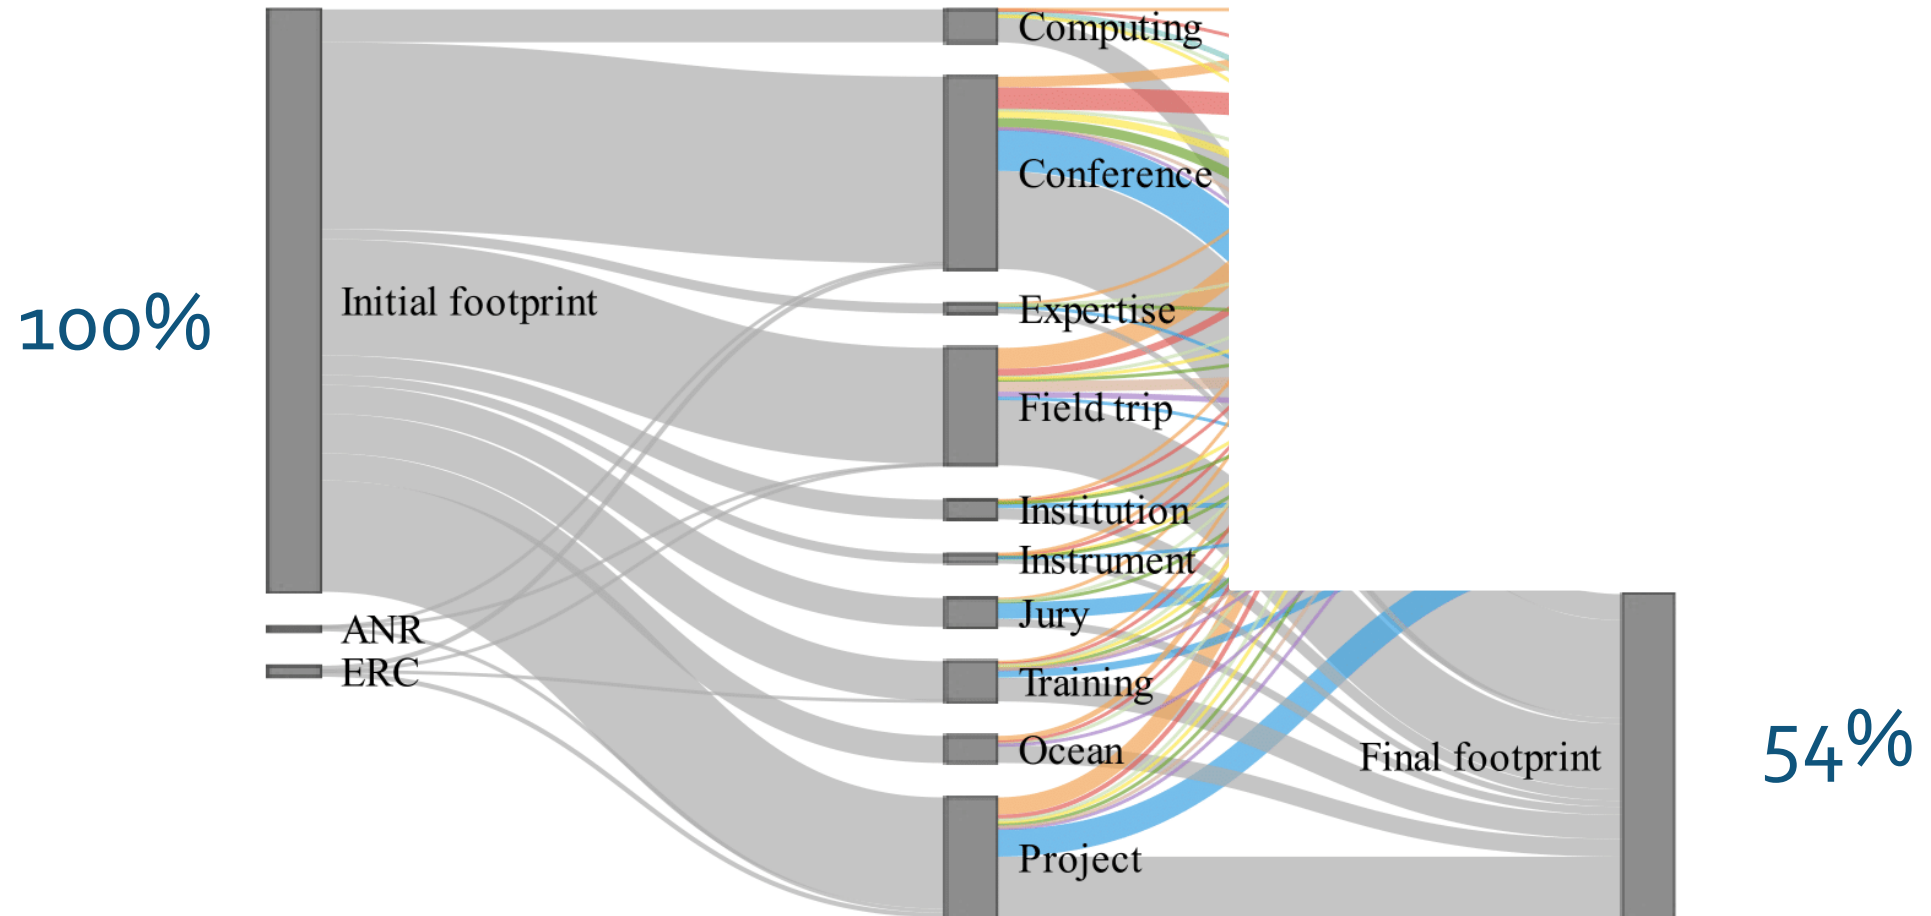 100%
Initial footprint
ANR
ERC
Computing
Conference
Expertise
Field trip
Institution
Instrument
Jury
Training
Ocean
Project
Final footprint
54%